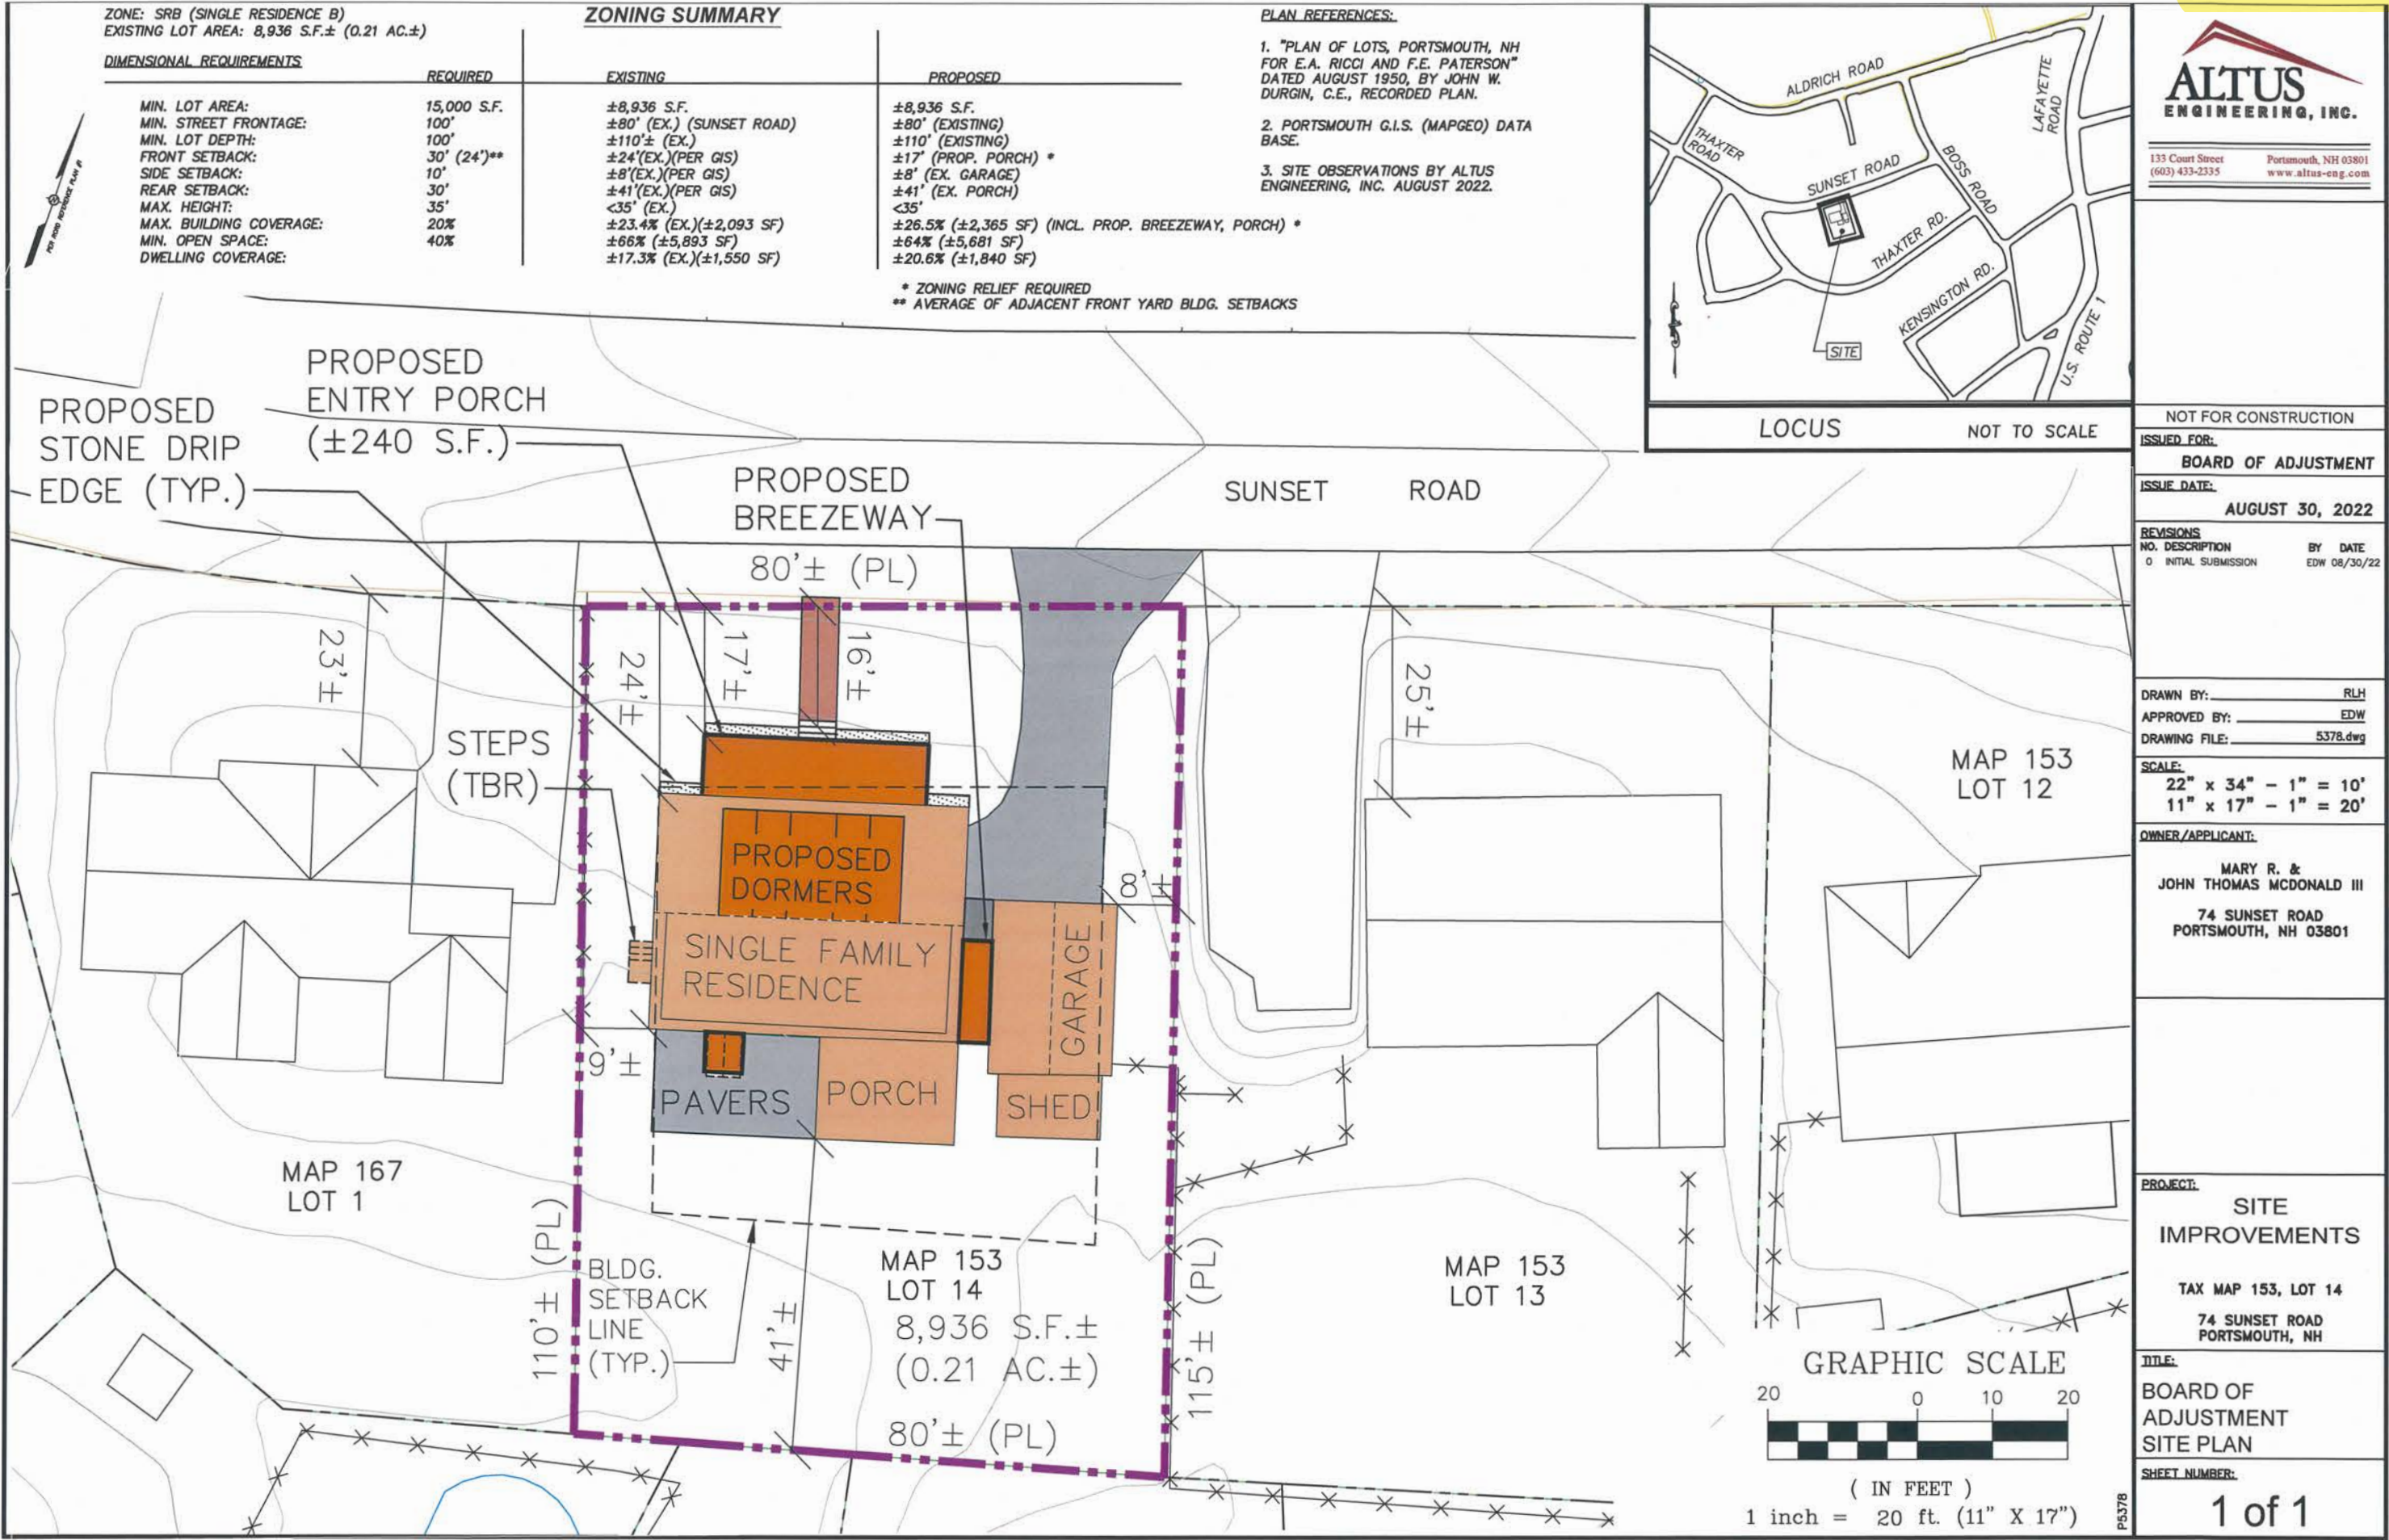 ZONE: SRB (SINGLE RESIDENCE B)
EXISTING LOT AREA: 8,936 S.F.± (0.21 AC.±)
ZONING SUMMARY
DIMENSIONAL REQUIREMENTS
REQUIRED EXISTING PROPOSED
MIN. LOT AREA: 15,000 S.F. ±8,936 S.F. ±8,936 S.F.
MIN. STREET FRONTAGE: 100' ±80' (EX.) (SUNSET ROAD) ±80' (EXISTING)
MIN. LOT DEPTH: 100' ±110'± (EX.) ±110' (EXISTING)
FRONT SETBACK: 30' (24')** ±24'(EX.)(PER GIS) ±17' (PROP. PORCH) *
SIDE SETBACK: 10' ±8'(EX.)(PER GIS) ±8' (EX. GARAGE)
REAR SETBACK: 30' ±41'(EX.)(PER GIS) ±41' (EX. PORCH)
MAX. HEIGHT: 35' <35' (EX.) <35'
MAX. BUILDING COVERAGE: 20% ±23.4% (EX.)(±2,093 SF) ±26.5% (±2,365 SF) (INCL. PROP. BREEZEWAY, PORCH) *
MIN. OPEN SPACE: 40% ±66% (±5,893 SF) ±64% (±5,681 SF)
DWELLING COVERAGE: ±17.3% (EX.)(±1,550 SF) ±20.6% (±1,840 SF)
* ZONING RELIEF REQUIRED
** AVERAGE OF ADJACENT FRONT YARD BLDG. SETBACKS
PER RCRD REFERENCE PLAN #1
PLAN REFERENCES:
1. "PLAN OF LOTS, PORTSMOUTH, NH
FOR E.A. RICCI AND F.E. PATERSON"
DATED AUGUST 1950, BY JOHN W.
DURGIN, C.E., RECORDED PLAN.
2. PORTSMOUTH G.I.S. (MAPGEO) DATA
BASE.
3. SITE OBSERVATIONS BY ALTUS
ENGINEERING, INC. AUGUST 2022.
ALDRICH ROAD
LAFAYETTE
ROAD
THAXTER
ROAD
SUNSET ROAD
BOSS ROAD
THAXTER RD.
KENSINGTON RD.
U.S. ROUTE 1
SITE
LOCUS NOT TO SCALE
PROPOSED
STONE DRIP
EDGE (TYP.)
PROPOSED
ENTRY PORCH
(±240 S.F.)
PROPOSED
BREEZEWAY
SUNSET ROAD
80'± (PL)
23'±
24'±
17'±
16'±
25'±
STEPS
(TBR)
PROPOSED
DORMERS
8'±
SINGLE FAMILY
RESIDENCE
GARAGE
9'±
PAVERS
PORCH
SHED
MAP 153
LOT 12
MAP 167
LOT 1
110'± (PL)
BLDG.
SETBACK
LINE
(TYP.)
41'±
MAP 153
LOT 14
8,936 S.F.±
(0.21 AC.±)
80'± (PL)
115'± (PL)
MAP 153
LOT 13
GRAPHIC SCALE
20 0 10 20
( IN FEET )
1 inch = 20 ft. (11" X 17")
P5378
ALTUS
ENGINEERING, INC.
133 Court Street Portsmouth, NH 03801
(603) 433-2335 www.altus-eng.com
NOT FOR CONSTRUCTION
ISSUED FOR:
BOARD OF ADJUSTMENT
ISSUE DATE:
AUGUST 30, 2022
REVISIONS
NO. DESCRIPTION BY DATE
0 INITIAL SUBMISSION EDW 08/30/22
DRAWN BY: RLH
APPROVED BY: EDW
DRAWING FILE: 5378.dwg
SCALE:
22" x 34" - 1" = 10'
11" x 17" - 1" = 20'
OWNER/APPLICANT:
MARY R. &
JOHN THOMAS MCDONALD III
74 SUNSET ROAD
PORTSMOUTH, NH 03801
PROJECT:
SITE
IMPROVEMENTS
TAX MAP 153, LOT 14
74 SUNSET ROAD
PORTSMOUTH, NH
TITLE:
BOARD OF
ADJUSTMENT
SITE PLAN
SHEET NUMBER:
1 of 1